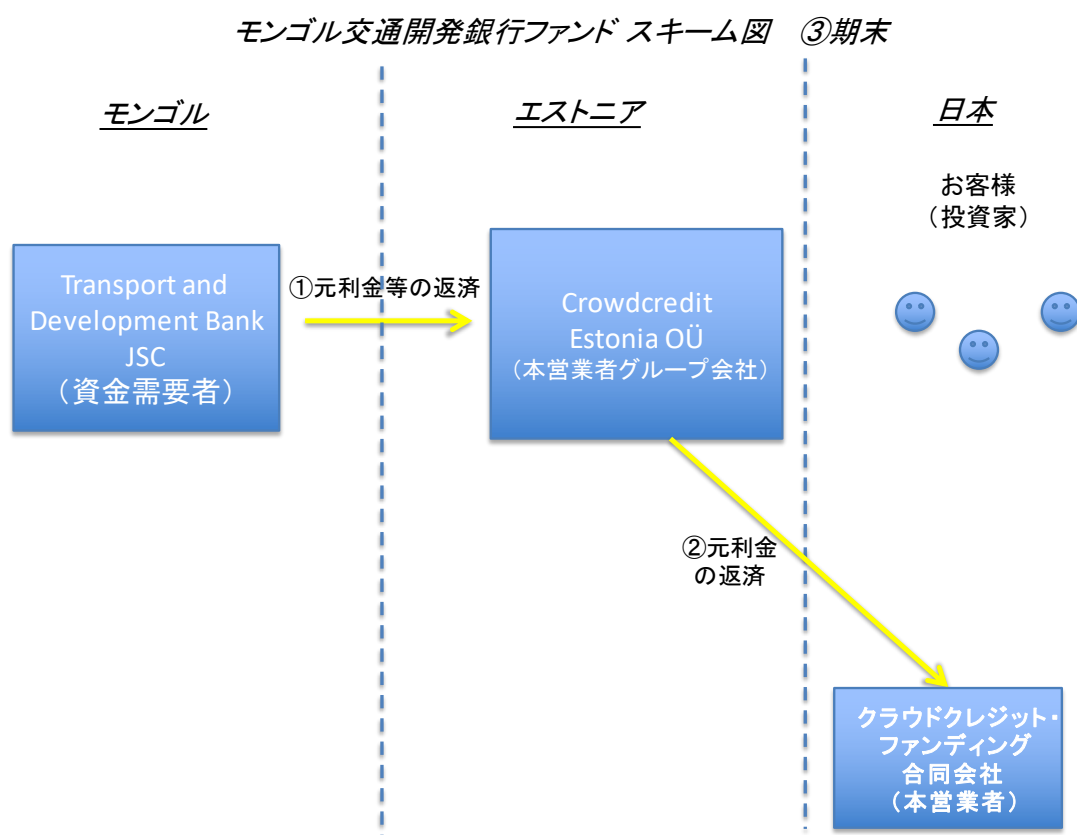 モンゴル交通開発銀行ファンド スキーム図　③期末
モンゴル
エストニア
日本
お客様
（投資家）
Transport and
Development Bank
JSC
（資金需要者）
①元利金等の返済
Crowdcredit
Estonia OÜ
（本営業者グループ会社）
②元利金
の返済
クラウドクレジット・
ファンディング
合同会社
（本営業者）